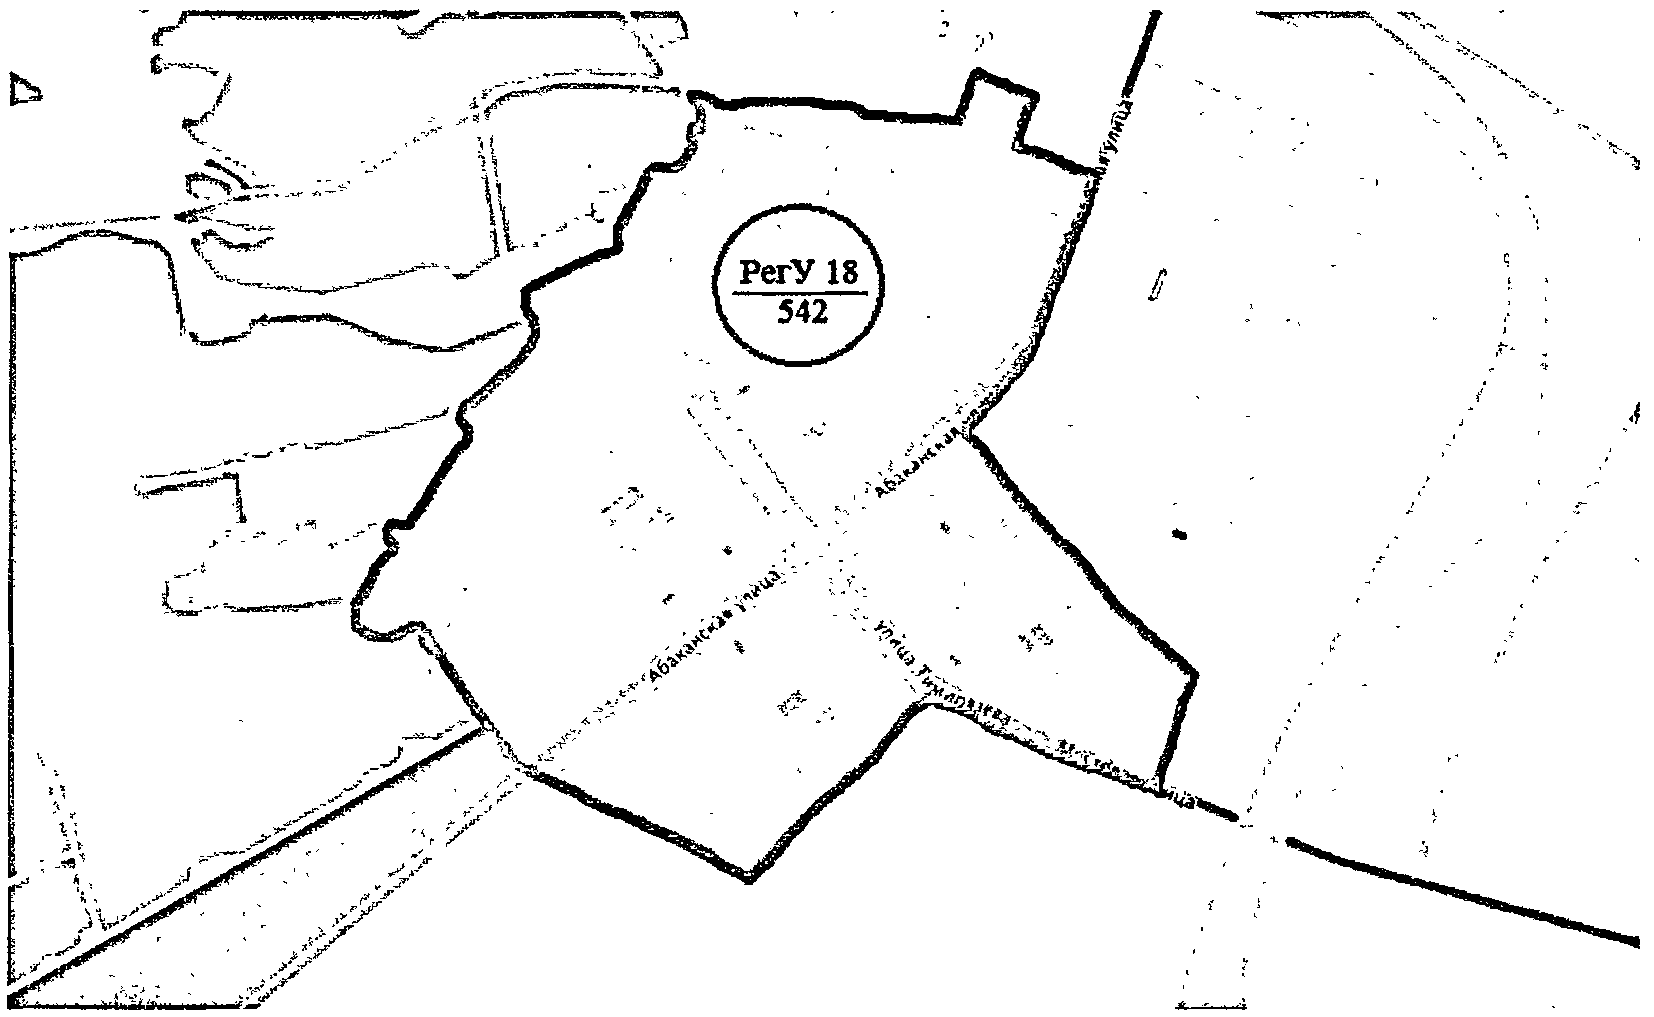 улица
РегУ 18
542
Абаканская
Абаканская улица
улица Тимирязева